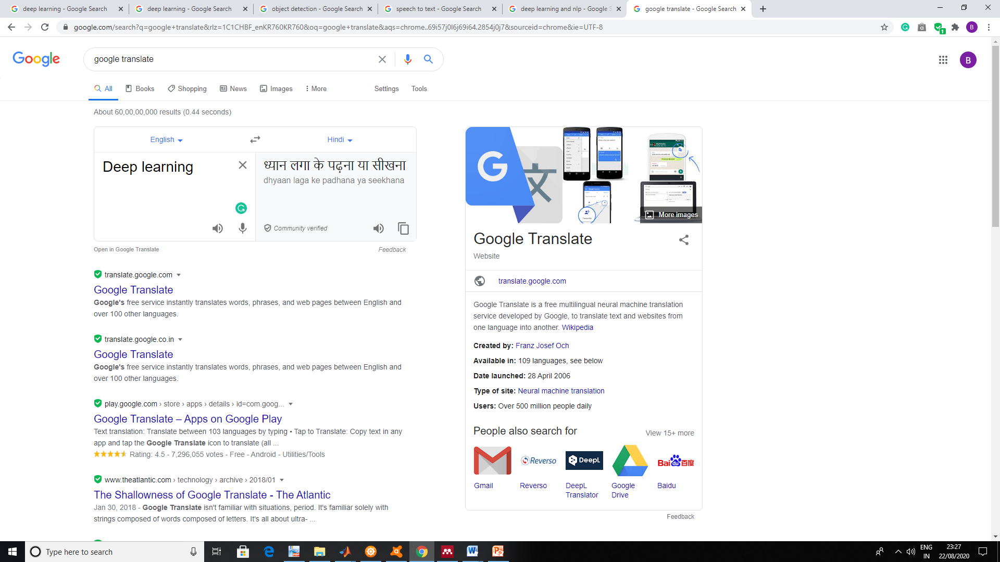 deep learning - Google Search
deep learning - Google Search
object detection - Google Search
speech to text - Google Search
deep learning and nlp - Google S
google translate - Google Search
google.com/search?q=google+translate&rlz=1C1CHBF_enKR760KR760&oq=google+translate&aqs=chrome..69i57j0l6j69i64.2854j0j7&sourceid=chrome&ie=UTF-8
1
B
Google
google translate
B
All
Books
Shopping
News
Images
More
Settings
Tools
About 60,00,00,000 results (0.44 seconds)
English
Hindi
Deep learning
ध्यान लगा के पढ़ना या सीखना
dhyaan laga ke padhana ya seekhana
Community verified
Open in Google Translate
Feedback
translate.google.com
Google Translate
Google's free service instantly translates words, phrases, and web pages between English and
over 100 other languages.
translate.google.co.in
Google Translate
Google's free service instantly translates words, phrases, and web pages between English and
over 100 other languages.
play.google.com › store › apps › details › id=com.goog...
Google Translate – Apps on Google Play
Text translation: Translate between 103 languages by typing • Tap to Translate: Copy text in any
app and tap the Google Translate icon to translate (all ...
Rating: 4.5 - 7,296,055 votes - Free - Android - Utilities/Tools
www.theatlantic.com › technology › archive › 2018/01
The Shallowness of Google Translate - The Atlantic
Jan 30, 2018 - Google Translate isn't familiar with situations, period. It's familiar solely with
strings composed of words composed of letters. It's all about ultra- ...
G
文
More images
Google Translate
Website
translate.google.com
Google Translate is a free multilingual neural machine translation
service developed by Google, to translate text and websites from
one language into another. Wikipedia
Created by: Franz Josef Och
Available in: 109 languages, see below
Date launched: 28 April 2006
Type of site: Neural machine translation
Users: Over 500 million people daily
People also search for
View 15+ more
Reverso
DeepL
Bai du 百度
Gmail
Reverso
DeepL
Translator
Google
Drive
Baidu
Feedback
Type here to search
ENG
IN
23:27
22/08/2020